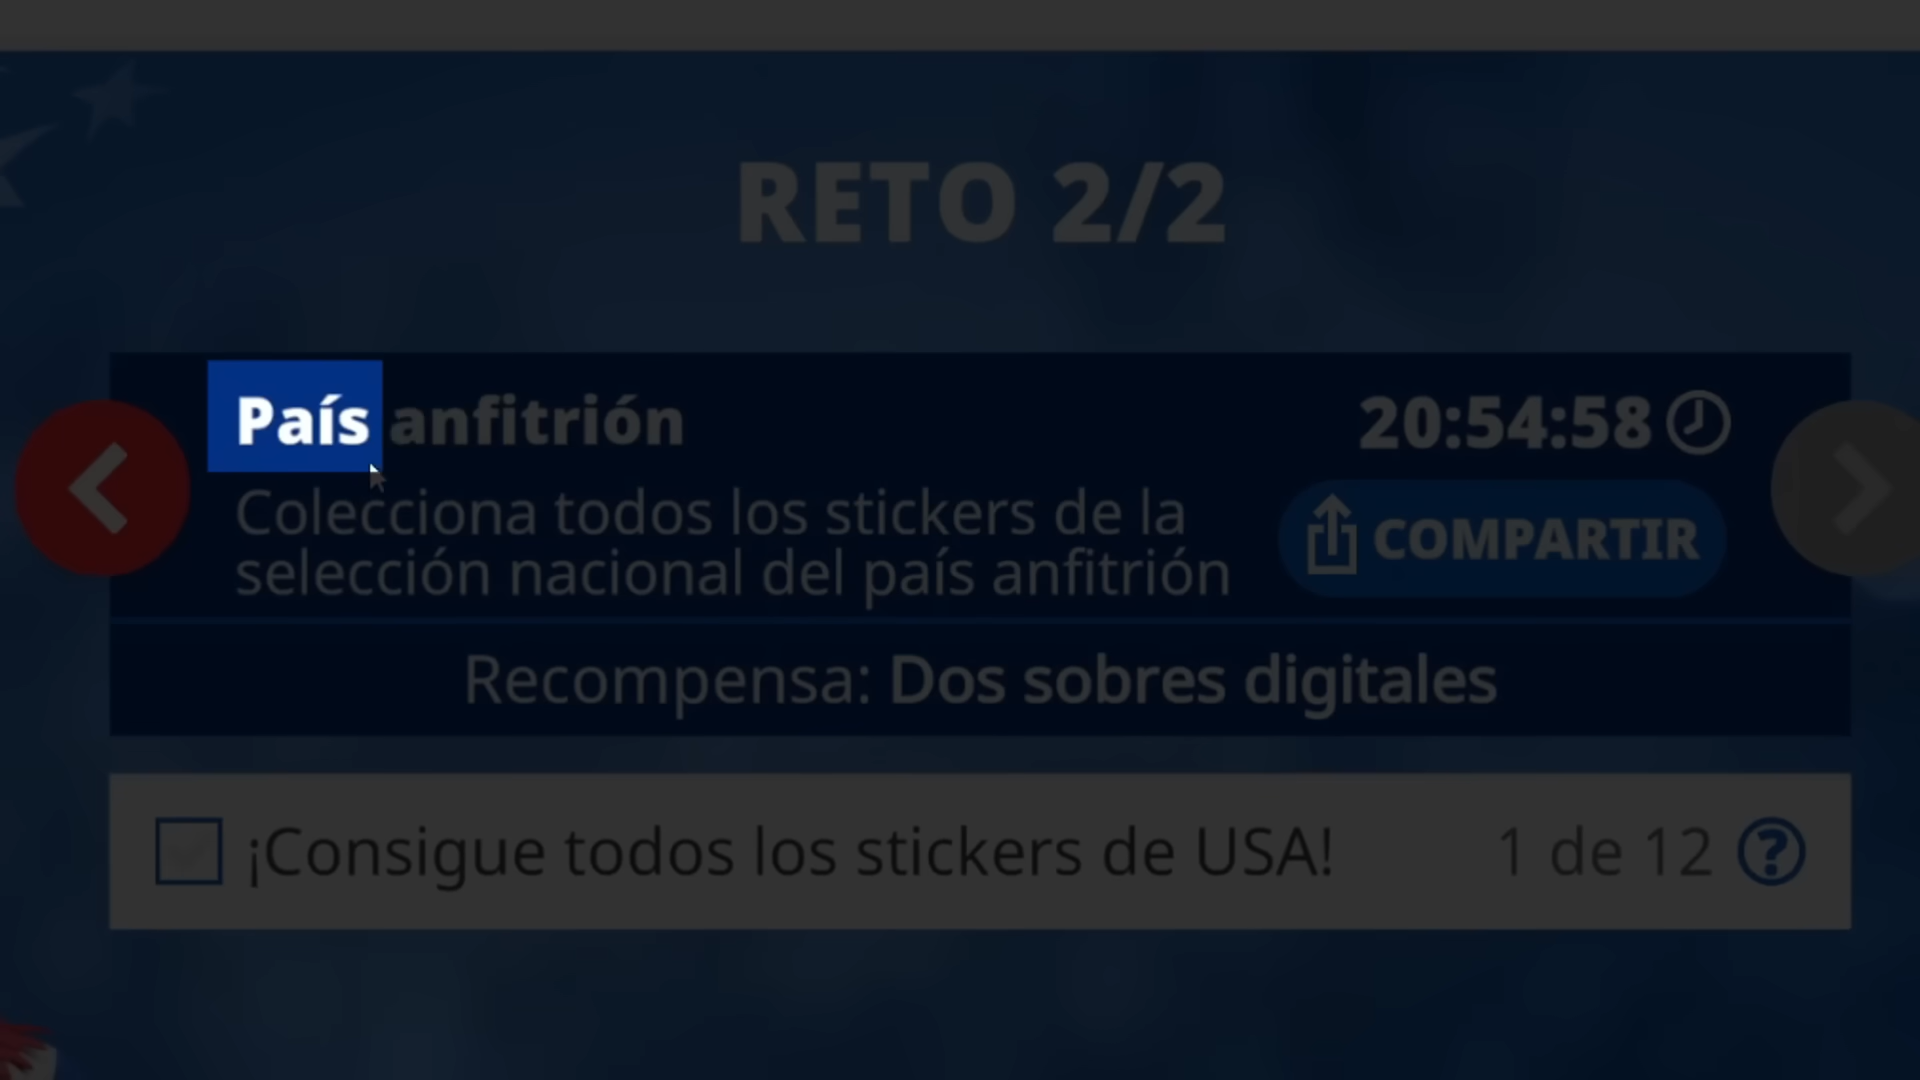 RETO 2/2
País anfitrión
20:54:58
Colecciona todos los stickers de la
selección nacional del país anfitrión
COMPARTIR
Recompensa: Dos sobres digitales
¡Consigue todos los stickers de USA!
1 de 12 ?